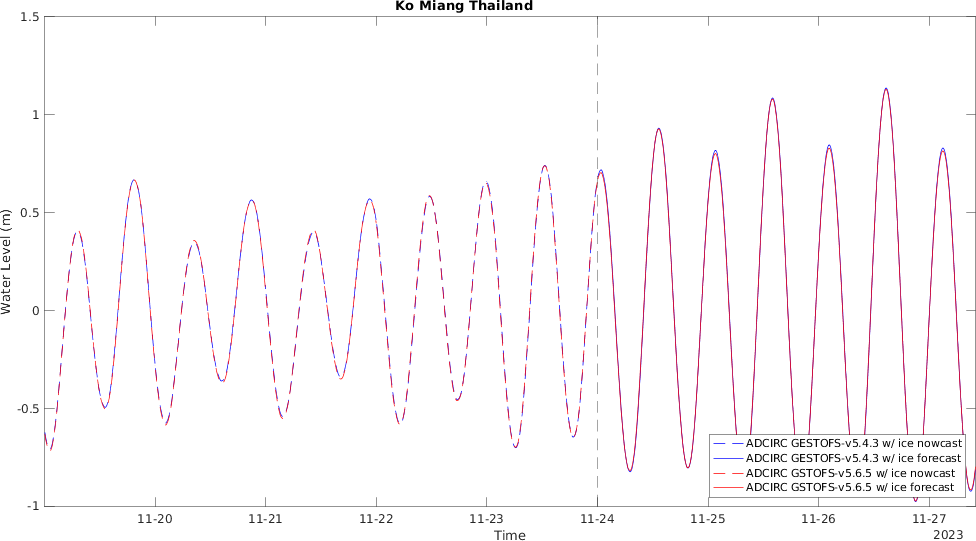 Ko Miang Thailand
1.5
1
0.5
0
-0.5
-1
Water Level (m)
11-20 11-21 11-22 11-23 11-24 11-25 11-26 11-27
Time
2023
ADCIRC GESTOFS-v5.4.3 w/ ice nowcast
ADCIRC GESTOFS-v5.4.3 w/ ice forecast
ADCIRC GSTOFS-v5.6.5 w/ ice nowcast
ADCIRC GSTOFS-v5.6.5 w/ ice forecast